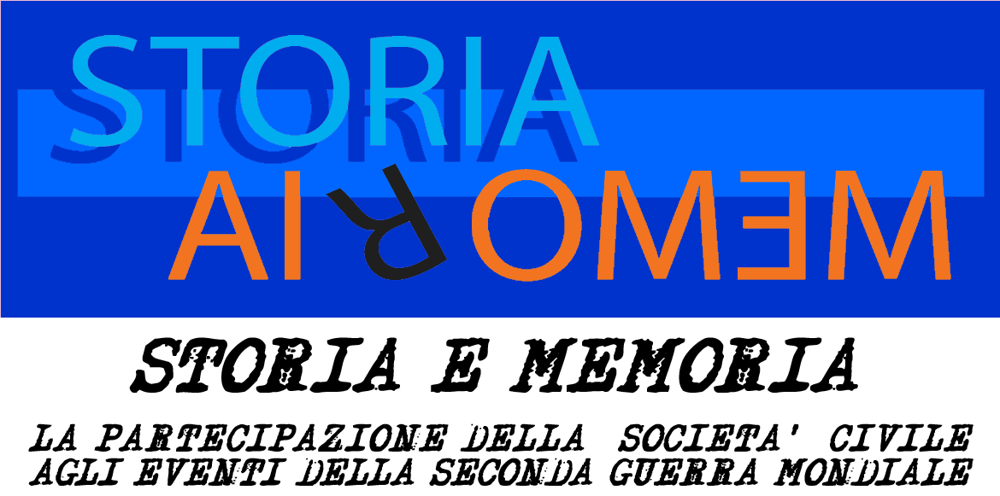 STORIA
MEMORIA
STORIA E MEMORIA
LA PARTECIPAZIONE DELLA SOCIETA' CIVILE
AGLI EVENTI DELLA SECONDA GUERRA MONDIALE